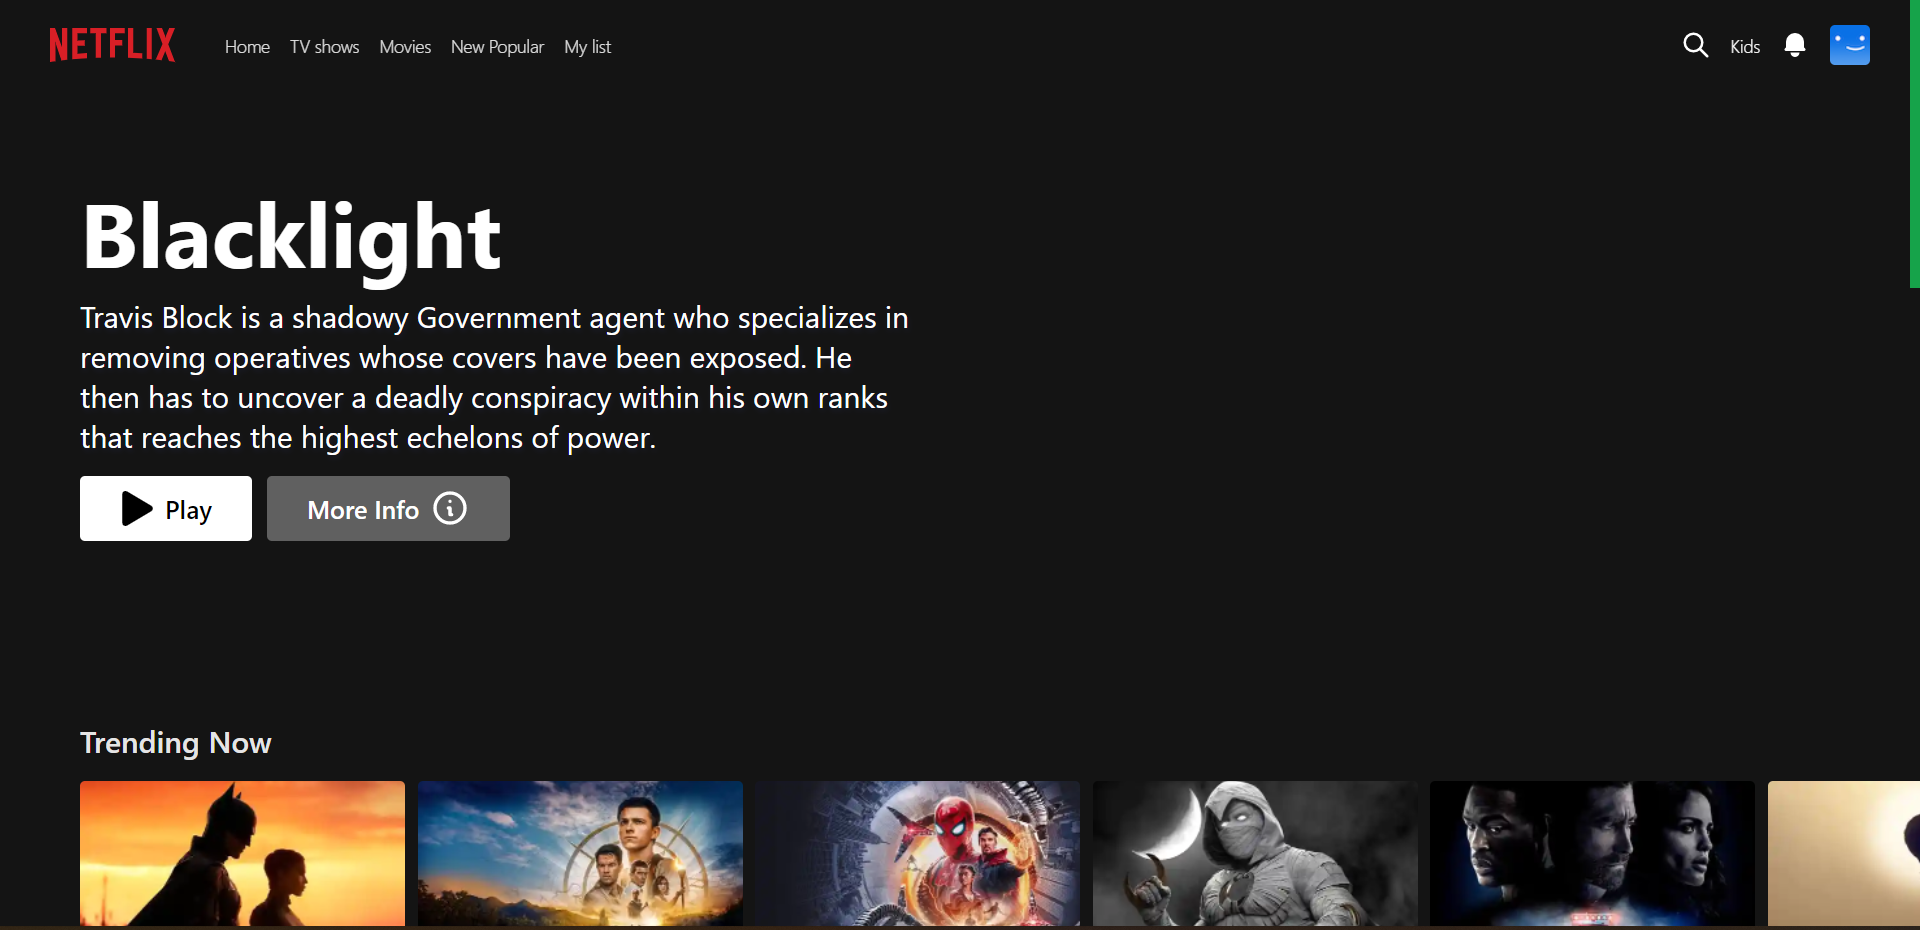 NETFLIX
Home TV shows Movies New Popular My list
Kids
Blacklight
Travis Block is a shadowy Government agent who specializes in
removing operatives whose covers have been exposed. He
then has to uncover a deadly conspiracy within his own ranks
that reaches the highest echelons of power.
Play
More Info
Trending Now